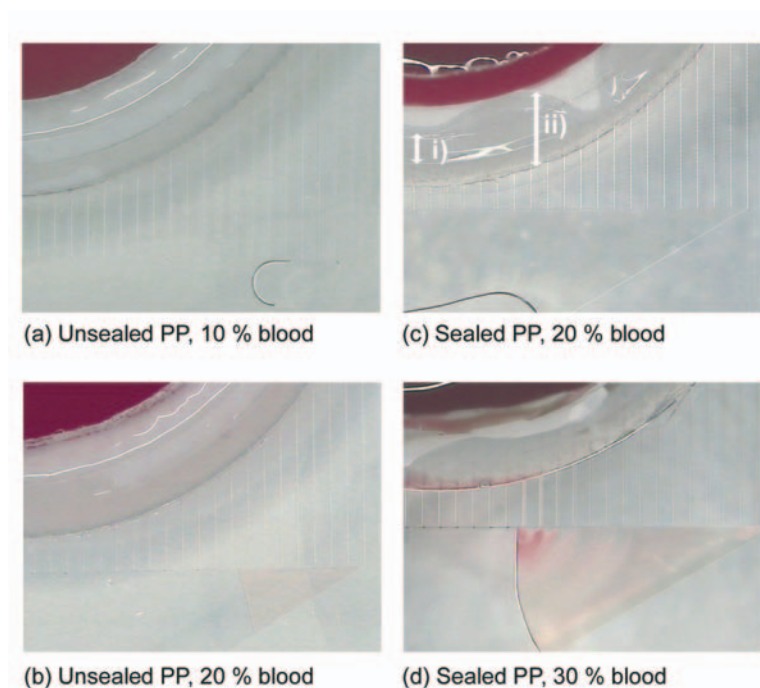 i)
ii)
(a) Unsealed PP, 10 % blood
(c) Sealed PP, 20 % blood
(b) Unsealed PP, 20 % blood
(d) Sealed PP, 30 % blood